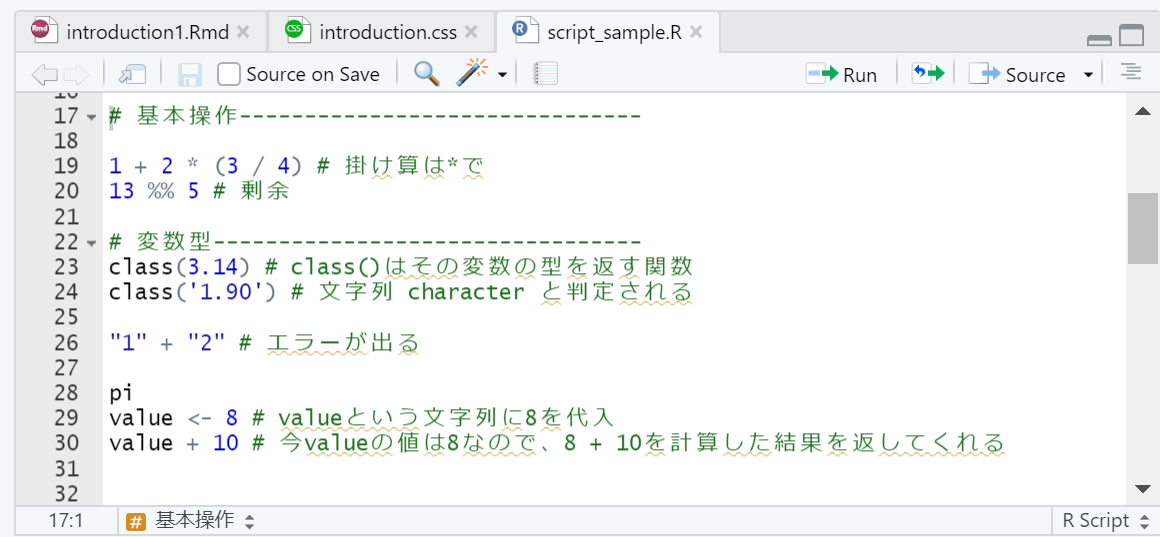 introduction1.Rmd introduction.css script_sample.R
Source on Save Run Source
16
17 # 基本操作-------------------------------
18
19 1 + 2 * (3 / 4) # 掛け算は*で
20 13 %% 5 # 剰余
21
22 # 変数型---------------------------------
23 class(3.14) # class()はその変数の型を返す関数
24 class('1.90') # 文字列 character と判定される
25
26 "1" + "2" # エラーが出る
27
28 pi
29 value <- 8 # valueという文字列に8を代入
30 value + 10 # 今valueの値は8なので、8 + 10を計算した結果を返してくれる
31
32
17:1 # 基本操作 R Script